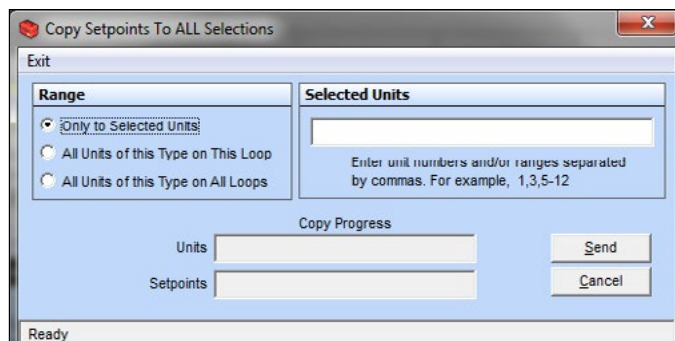 Copy Setpoints To ALL Selections
Exit
Range
Only to Selected Units
All Units of this Type on This Loop
All Units of this Type on All Loops
Selected Units
Enter unit numbers and/or ranges separated
by commas. For example, 1,3,5-12
Copy Progress
Units
Setpoints
Send
Cancel
Ready